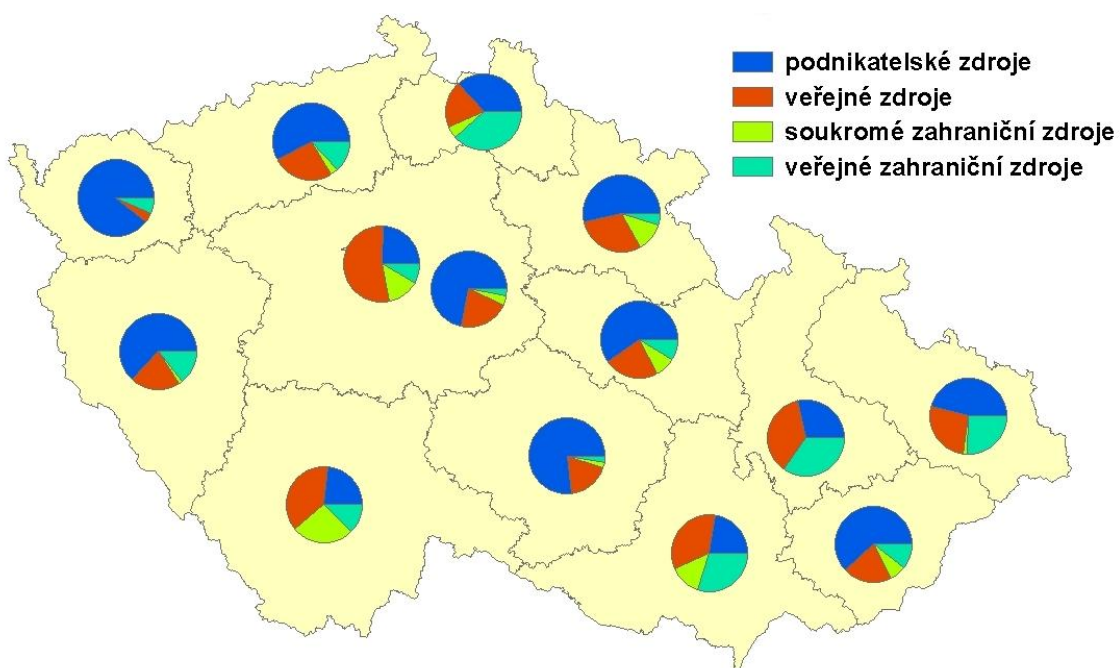 podnikatelské zdroje
veřejné zdroje
soukromé zahraniční zdroje
veřejné zahraniční zdroje